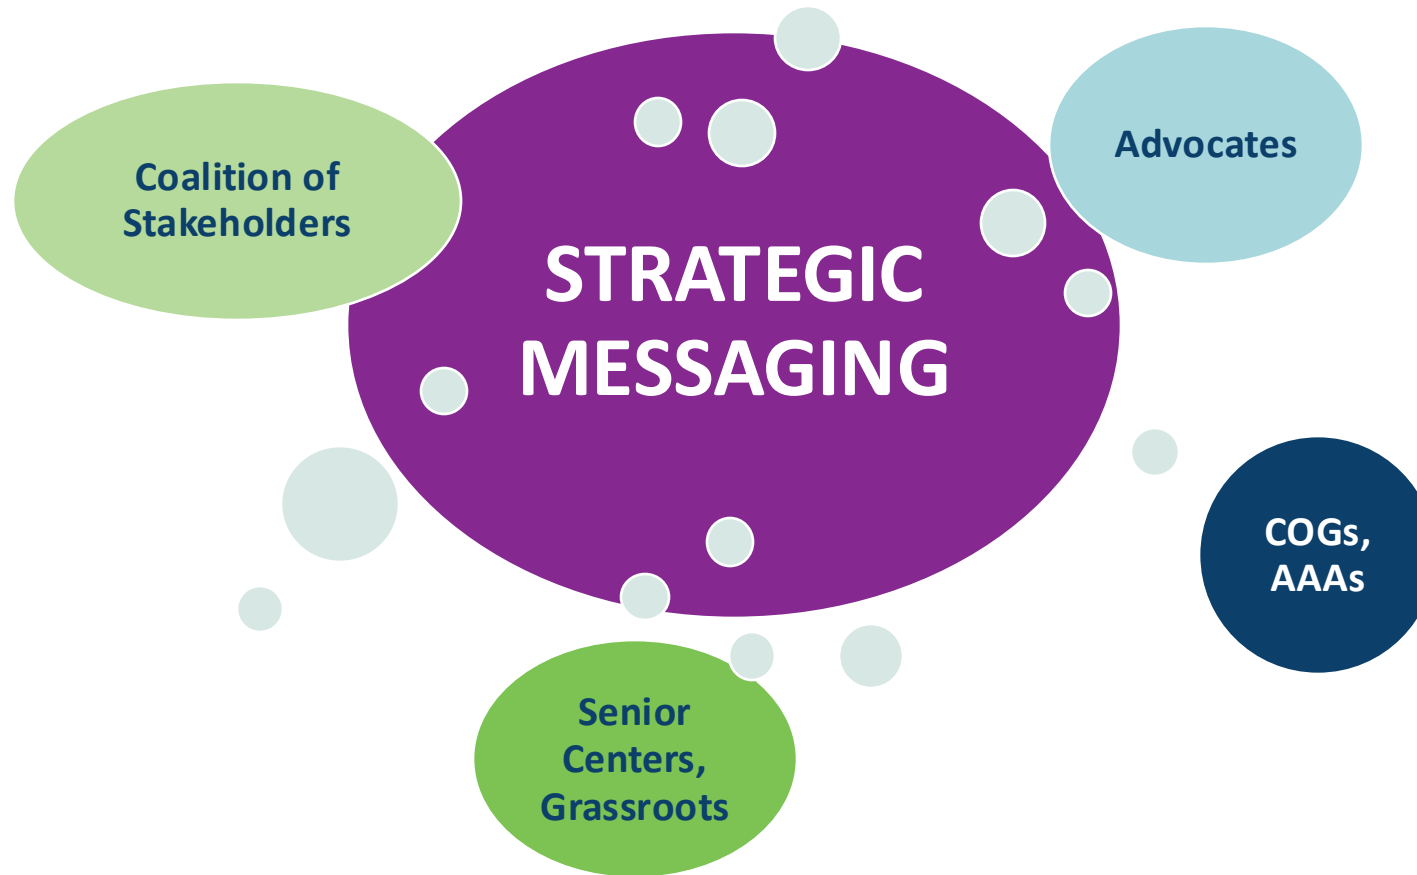 Coalition of
Stakeholders
Advocates
STRATEGIC
MESSAGING
COGs,
AAAs
Senior
Centers,
Grassroots